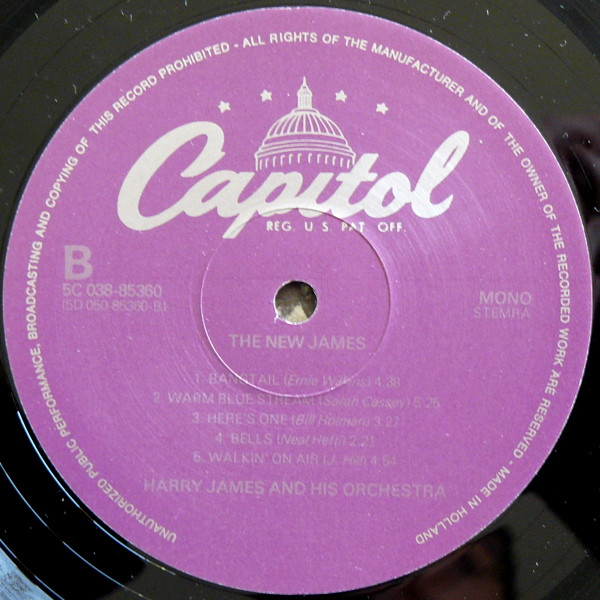 UNAUTHORIZED PUBLIC PERFORMANCE, BROADCASTING AND COPYING OF THIS RECORD PROHIBITED - ALL RIGHTS OF THE MANUFACTURER AND OF THE OWNER OF THE RECORDED WORK ARE RESERVED - MADE IN HOLLAND
Capitol
REG. U.S. PAT. OFF.
B
5C 038-85360
(5D 050-85360-B)
MONO
STEMRA
THE NEW JAMES
1. BANGTAIL (Ernie Wilkins) 4.38
2. WARM BLUE STREAM (Sarah Cassey) 5.25
3. HERE'S ONE (Bill Holman) 3.27
4. BELLS (Neal Hefti) 2.21
5. WALKIN' ON AIR (J. Hill) 4.54
HARRY JAMES AND HIS ORCHESTRA